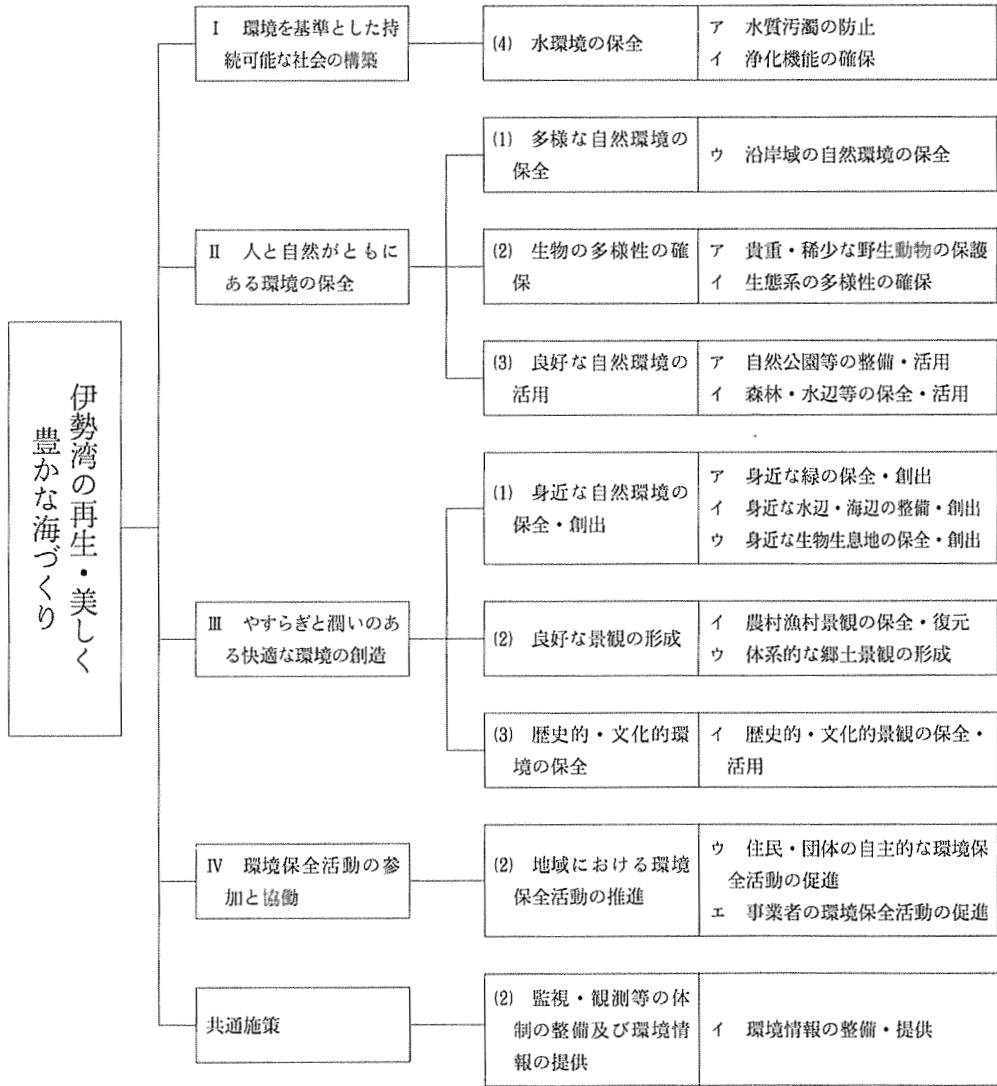 伊勢湾の再生・美しく
豊かな海づくり
Ⅰ 環境を基準とした持
続可能な社会の構築
(4) 水環境の保全
ア 水質汚濁の防止
イ 浄化機能の確保
Ⅱ 人と自然がともに
ある環境の保全
(1) 多様な自然環境の
保全
ウ 沿岸域の自然環境の保全
(2) 生物の多様性の確
保
ア 貴重・稀少な野生動物の保護
イ 生態系の多様性の確保
(3) 良好な自然環境の
活用
ア 自然公園等の整備・活用
イ 森林・水辺等の保全・活用
Ⅲ やすらぎと潤いのあ
る快適な環境の創造
(1) 身近な自然環境の
保全・創出
ア 身近な緑の保全・創出
イ 身近な水辺・海辺の整備・創出
ウ 身近な生物生息地の保全・創出
(2) 良好な景観の形成
イ 農村漁村景観の保全・復元
ウ 体系的な郷土景観の形成
(3) 歴史的・文化的環
境の保全
イ 歴史的・文化的景観の保全・
活用
Ⅳ 環境保全活動の参
加と協働
(2) 地域における環境
保全活動の推進
ウ 住民・団体の自主的な環境保
全活動の促進
エ 事業者の環境保全活動の促進
共通施策
(2) 監視・観測等の体
制の整備及び環境情
報の提供
イ 環境情報の整備・提供